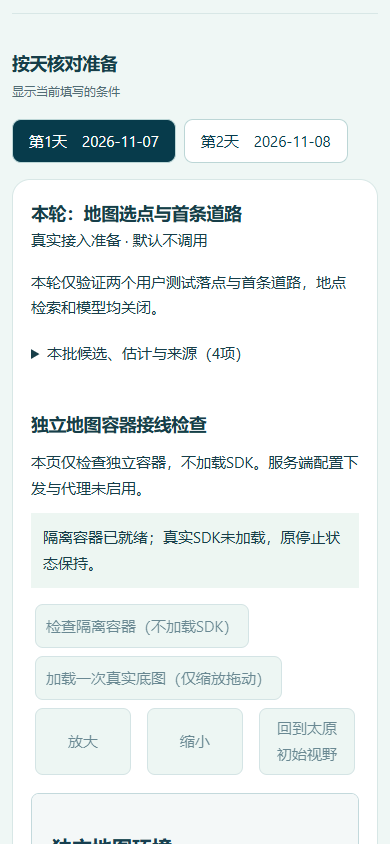 按天核对准备
显示当前填写的条件
第1天 2026-11-07
第2天 2026-11-08
本轮：地图选点与首条道路
真实接入准备 · 默认不调用
本轮仅验证两个用户测试落点与首条道路，地点
检索和模型均关闭。
▶ 本批候选、估计与来源（4项）
独立地图容器接线检查
本页仅检查独立容器，不加载SDK。服务端配置下
发与代理未启用。
隔离容器已就绪；真实SDK未加载，原停止状
态保持。
检查隔离容器（不加载SDK）
加载一次真实底图（仅缩放拖动）
放大
缩小
回到太原
初始视野
独立地图环境